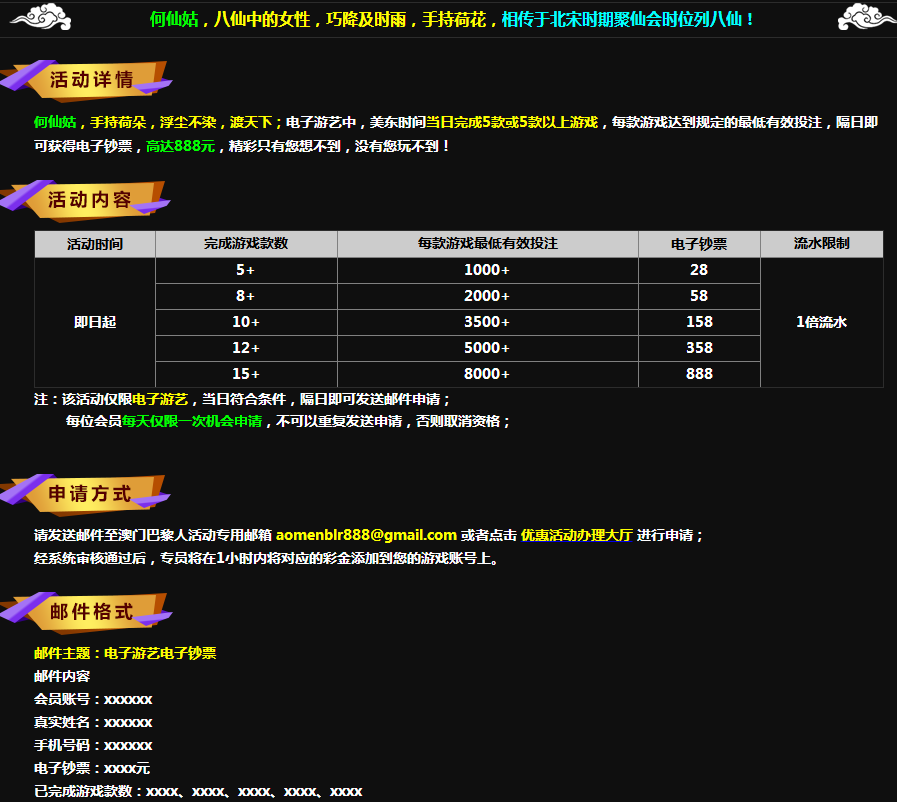 何仙姑，八仙中的女性，巧降及时雨，手持荷花，相传于北宋时期聚仙会时位列八仙！
活动详情
何仙姑，手持荷朵，浮尘不染，渡天下；电子游艺中，美东时间当日完成5款或5款以上游戏，每款游戏达到规定的最低有效投注，隔日即
可获得电子钞票，高达888元，精彩只有您想不到，没有您玩不到！
活动内容
活动时间 完成游戏款数 每款游戏最低有效投注 电子钞票 流水限制
5+ 1000+ 28
8+ 2000+ 58
即日起 10+ 3500+ 158 1倍流水
12+ 5000+ 358
15+ 8000+ 888
注：该活动仅限电子游艺，当日符合条件，隔日即可发送邮件申请；
每位会员每天仅限一次机会申请，不可以重复发送申请，否则取消资格；
申请方式
请发送邮件至澳门巴黎人活动专用邮箱 aomenblr888@gmail.com 或者点击 优惠活动办理大厅 进行申请；
经系统审核通过后，专员将在1小时内将对应的彩金添加到您的游戏账号上。
邮件格式
邮件主题：电子游艺电子钞票
邮件内容
会员账号：xxxxxx
真实姓名：xxxxxx
手机号码：xxxxxx
电子钞票：xxxx元
已完成游戏款数：xxxx、xxxx、xxxx、xxxx、xxxx